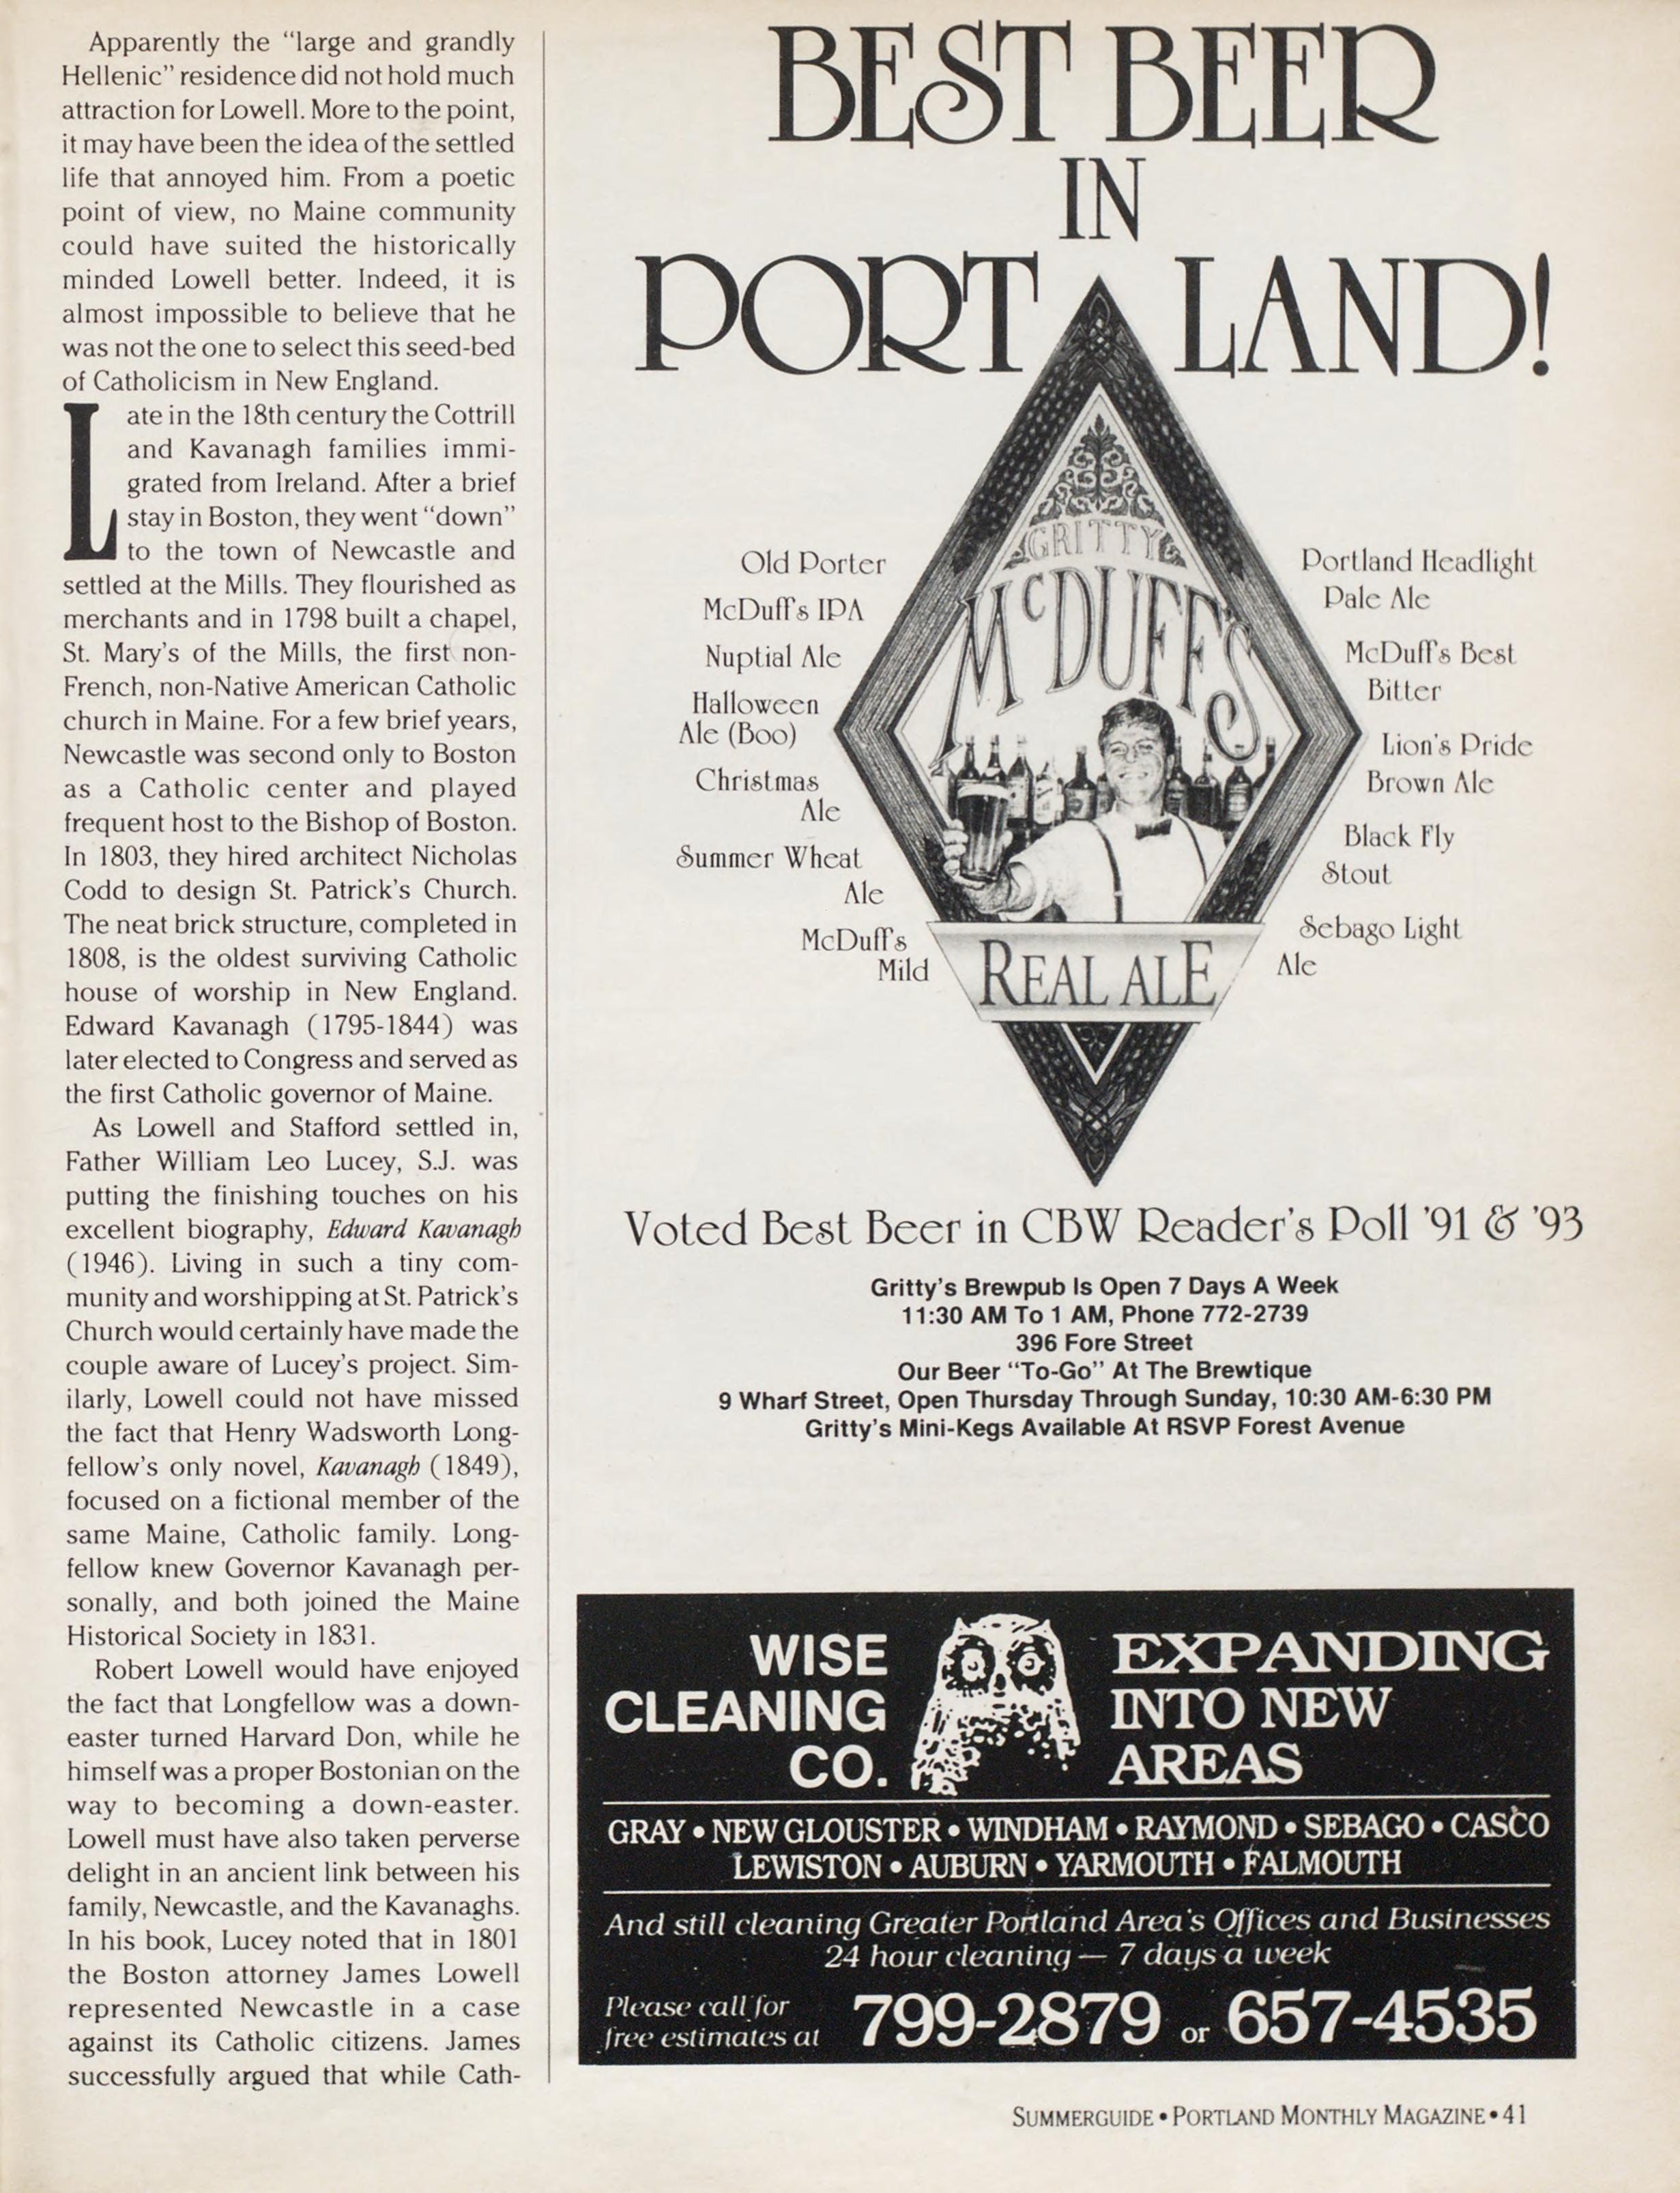 Apparently the “large and grandly
Hellenic” residence did not hold much
attraction for Lowell. More to the point,
it may have been the idea of the settled
life that annoyed him. From a poetic
point of view, no Maine community
could have suited the historically
minded Lowell better. Indeed, it is
almost impossible to believe that he
was not the one to select this seed-bed
of Catholicism in New England.
Late in the 18th century the Cottrill
and Kavanagh families immi-
grated from Ireland. After a brief
stay in Boston, they went “down”
to the town of Newcastle and
settled at the Mills. They flourished as
merchants and in 1798 built a chapel,
St. Mary's of the Mills, the first non-
French, non-Native American Catholic
church in Maine. For a few brief years,
Newcastle was second only to Boston
as a Catholic center and played
frequent host to the Bishop of Boston.
In 1803, they hired architect Nicholas
Codd to design St. Patrick's Church.
The neat brick structure, completed in
1808, is the oldest surviving Catholic
house of worship in New England.
Edward Kavanagh (1795-1844) was
later elected to Congress and served as
the first Catholic governor of Maine.
As Lowell and Stafford settled in,
Father William Leo Lucey, S.J. was
putting the finishing touches on his
excellent biography, Edward Kavanagh
(1946). Living in such a tiny com-
munity and worshipping at St. Patrick's
Church would certainly have made the
couple aware of Lucey's project. Sim-
ilarly, Lowell could not have missed
the fact that Henry Wadsworth Long-
fellow's only novel, Kavanagh (1849),
focused on a fictional member of the
same Maine, Catholic family. Long-
fellow knew Governor Kavanagh per-
sonally, and both joined the Maine
Historical Society in 1831.
Robert Lowell would have enjoyed
the fact that Longfellow was a down-
easter turned Harvard Don, while he
himself was a proper Bostonian on the
way to becoming a down-easter.
Lowell must have also taken perverse
delight in an ancient link between his
family, Newcastle, and the Kavanaghs.
In his book, Lucey noted that in 1801
the Boston attorney James Lowell
represented Newcastle in a case
against its Catholic citizens. James
successfully argued that while Cath-
BEST BEER
IN
PORT LAND!
GRITTY
McDUFF'S
REAL ALE
Old Porter
McDuff's IPA
Nuptial Ale
Halloween
Ale (Boo)
Christmas
Ale
Summer Wheat
Ale
McDuff's
Mild
Portland Headlight
Pale Ale
McDuff's Best
Bitter
Lion's Pride
Brown Ale
Black Fly
Stout
Sebago Light
Ale
Voted Best Beer in CBW Reader's Poll '91 & '93
Gritty's Brewpub Is Open 7 Days A Week
11:30 AM To 1 AM, Phone 772-2739
396 Fore Street
Our Beer “To-Go” At The Brewtique
9 Wharf Street, Open Thursday Through Sunday, 10:30 AM-6:30 PM
Gritty's Mini-Kegs Available At RSVP Forest Avenue
WISE
CLEANING
CO.
EXPANDING
INTO NEW
AREAS
GRAY • NEW GLOUSTER • WINDHAM • RAYMOND • SEBAGO • CASCO
LEWISTON • AUBURN • YARMOUTH • FALMOUTH
And still cleaning Greater Portland Area's Offices and Businesses
24 hour cleaning — 7 days a week
Please call for
free estimates at
799-2879 or 657-4535
SUMMERGUIDE • PORTLAND MONTHLY MAGAZINE • 41